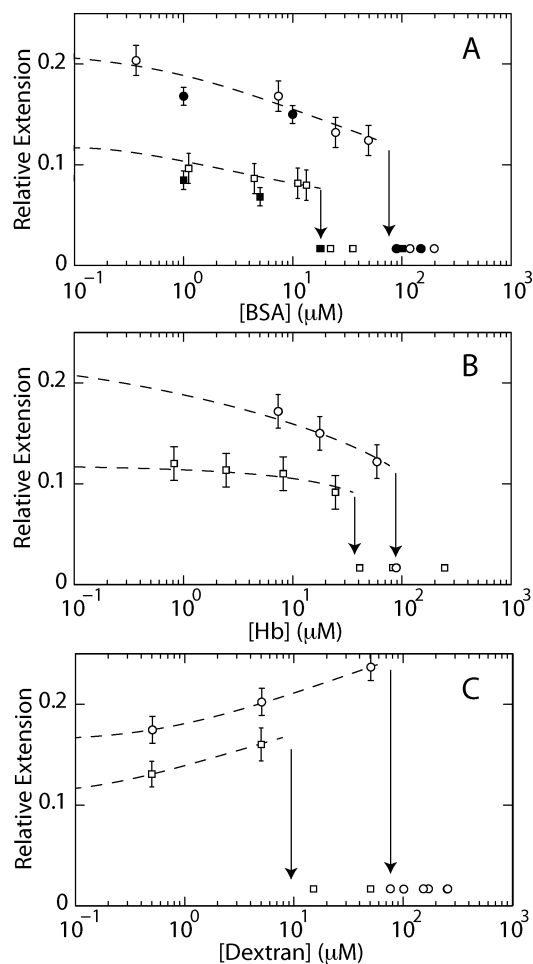 A
Relative Extension
0.2
0.1
0
10⁻¹ 10⁰ 10¹ 10² 10³
[BSA] (μM)
B
Relative Extension
0.2
0.1
0
10⁻¹ 10⁰ 10¹ 10² 10³
[Hb] (μM)
C
Relative Extension
0.2
0.1
0
10⁻¹ 10⁰ 10¹ 10² 10³
[Dextran] (μM)